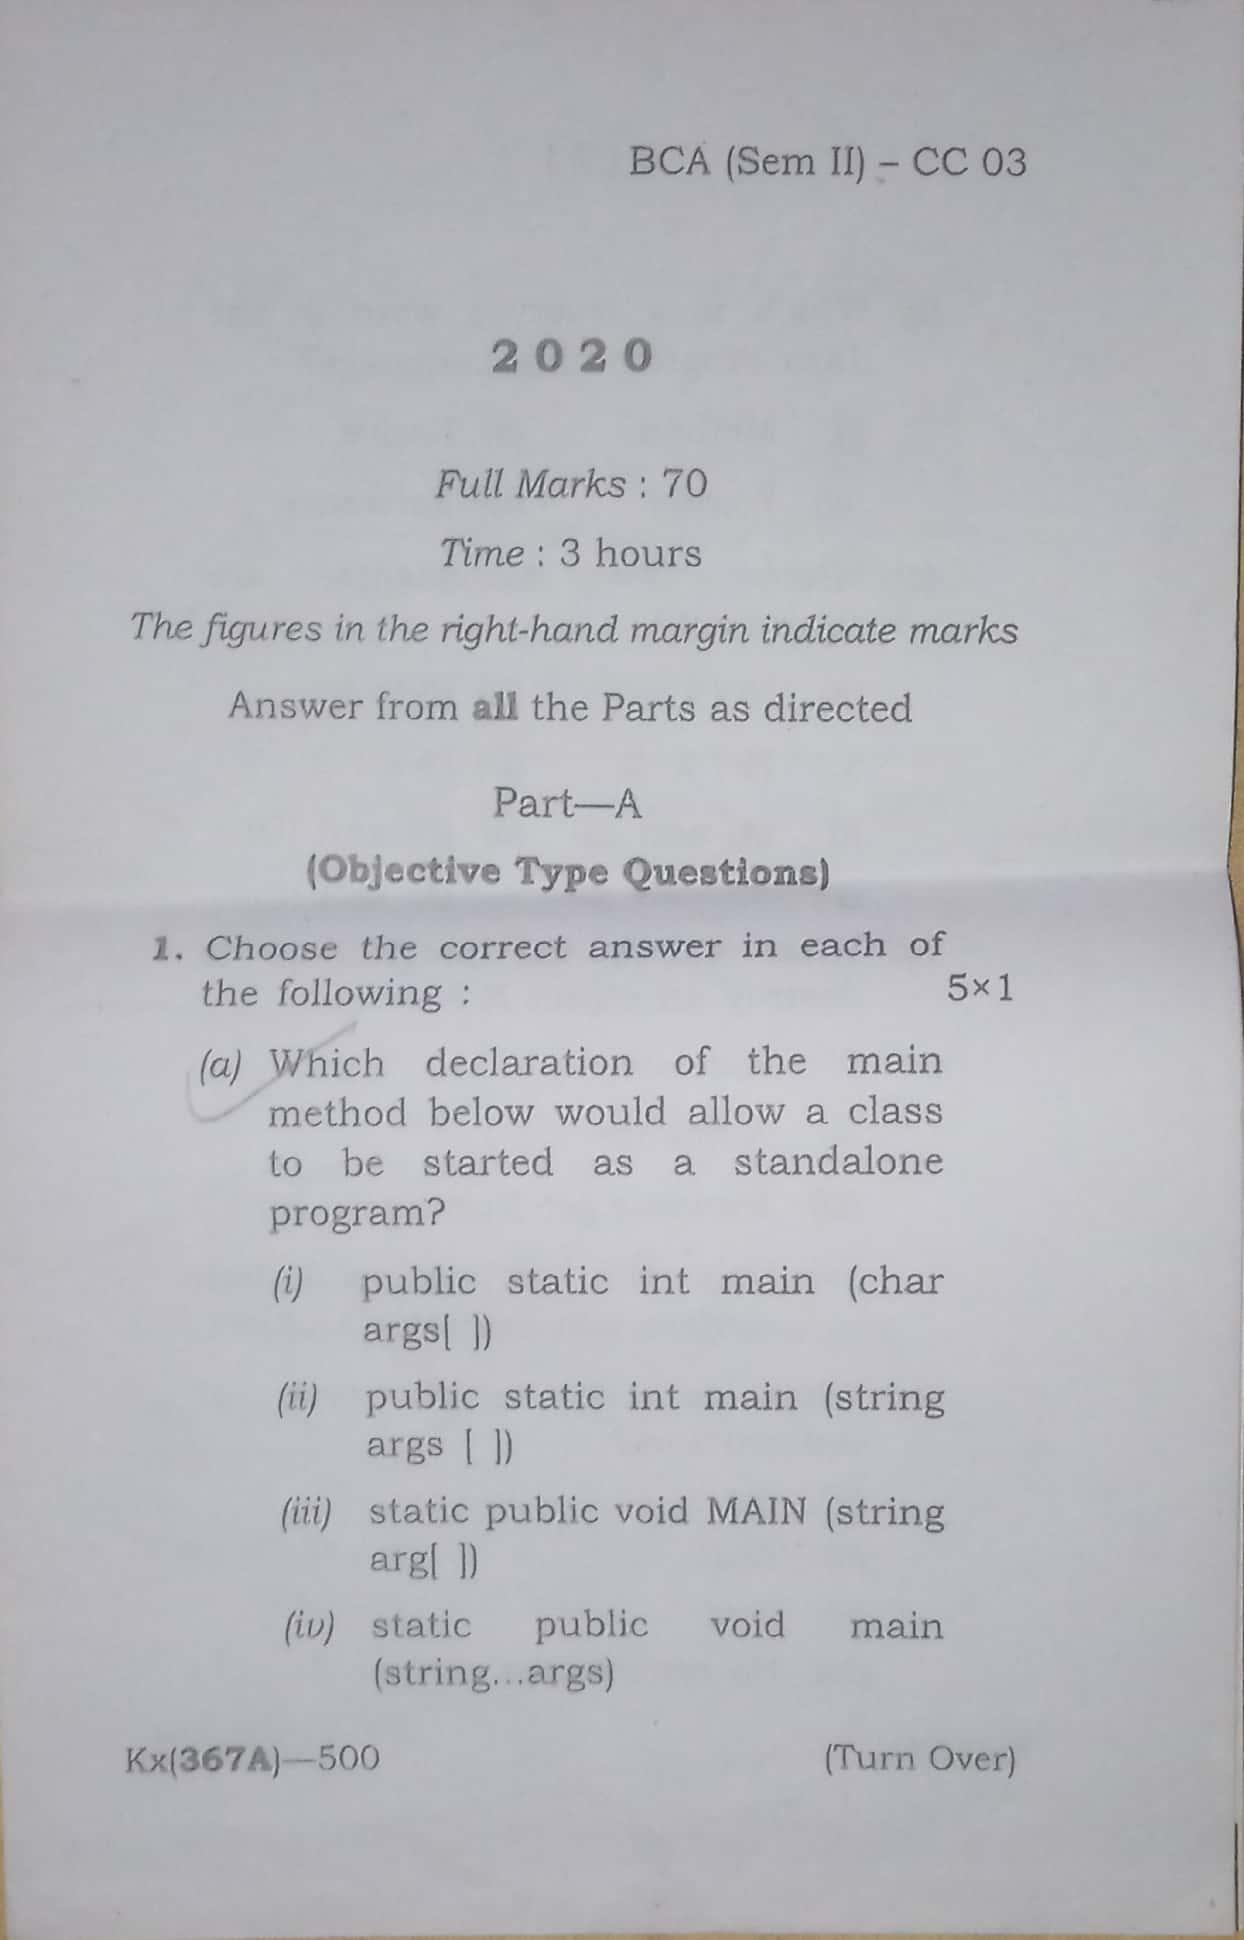 BCA (Sem II) – CC 03
2020
Full Marks : 70
Time : 3 hours
The figures in the right-hand margin indicate marks
Answer from all the Parts as directed
Part—A
(Objective Type Questions)
1. Choose the correct answer in each of
the following : 5×1
(a) Which declaration of the main
method below would allow a class
to be started as a standalone
program?
(i) public static int main (char
args[ ])
(ii) public static int main (string
args [ ])
(iii) static public void MAIN (string
arg[ ])
(iv) static public void main
(string...args)
Kx(367A)—500 (Turn Over)